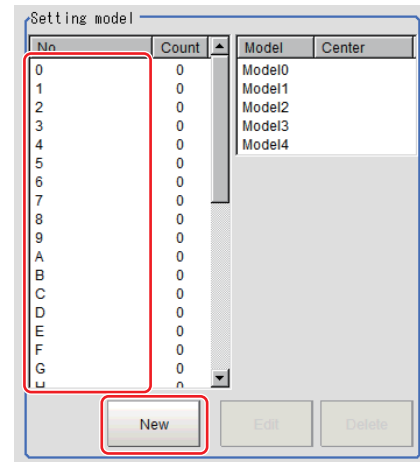 Setting model
No. Count Model Center
0 0 Model0
1 0 Model1
2 0 Model2
3 0 Model3
4 0 Model4
5 0
6 0
7 0
8 0
9 0
A 0
B 0
C 0
D 0
E 0
F 0
G 0
H 0
New Edit Delete